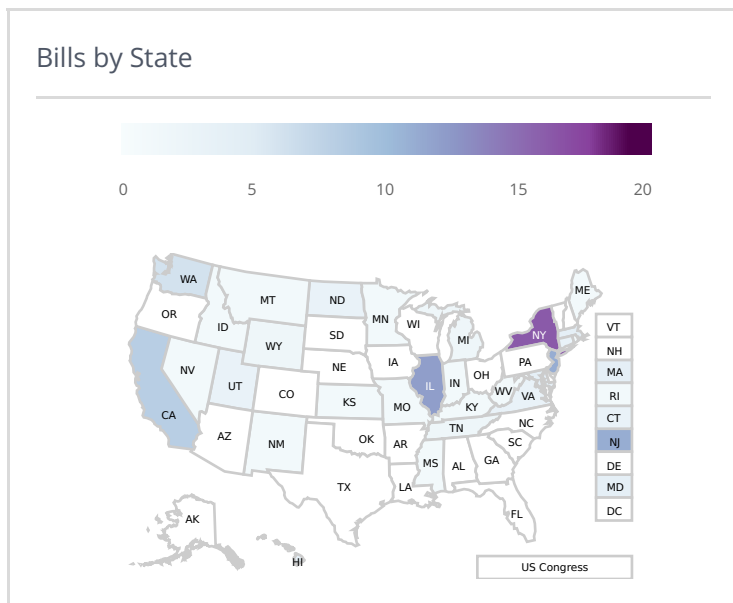 Bills by State
0 5 10 15 20
WA
ME
MT
ND
OR
MN
ID
WI
SD
WY
MI
NY
VT
NH
IA
PA
NE
MA
NV
OH
UT
IL
IN
CO
WV
VA
RI
KS
MO
KY
CA
CT
TN
NC
AZ
OK
NM
AR
SC
NJ
MS
AL
GA
DE
TX
LA
MD
FL
DC
AK
HI
US Congress